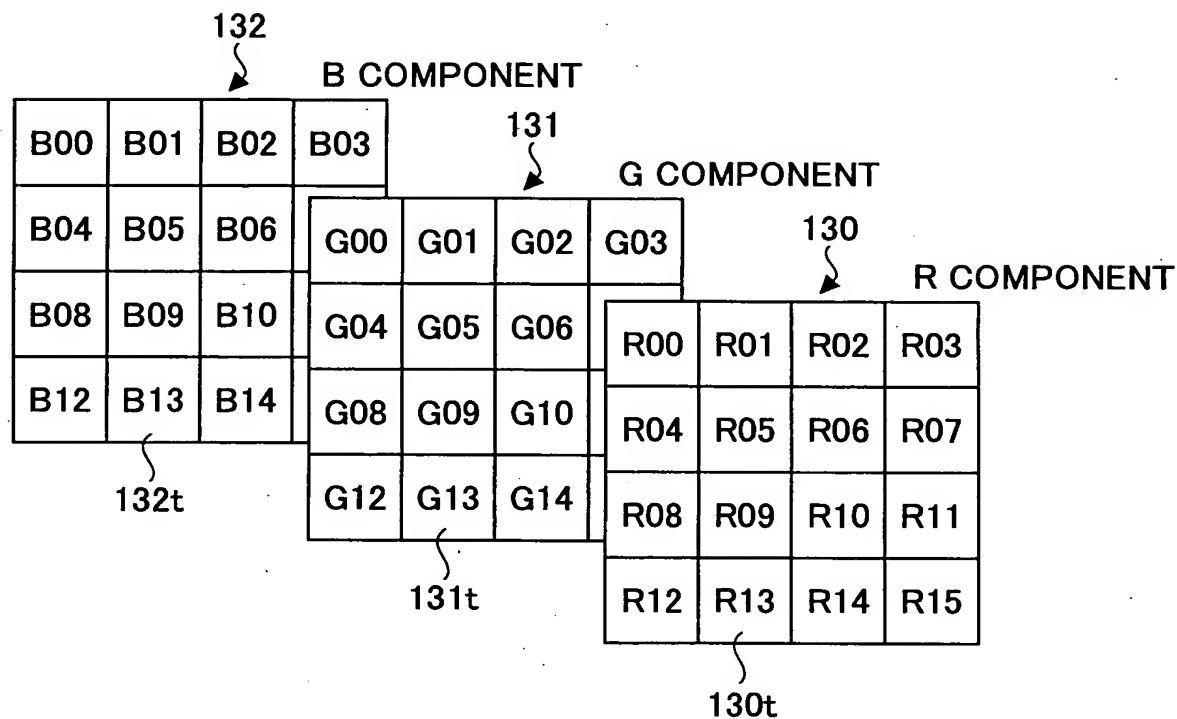 132
B COMPONENT
B00 B01 B02 B03
B04 B05 B06
B08 B09 B10
B12 B13 B14
132t
131
G COMPONENT
G00 G01 G02 G03
G04 G05 G06
G08 G09 G10
G12 G13 G14
131t
130
R COMPONENT
R00 R01 R02 R03
R04 R05 R06 R07
R08 R09 R10 R11
R12 R13 R14 R15
130t